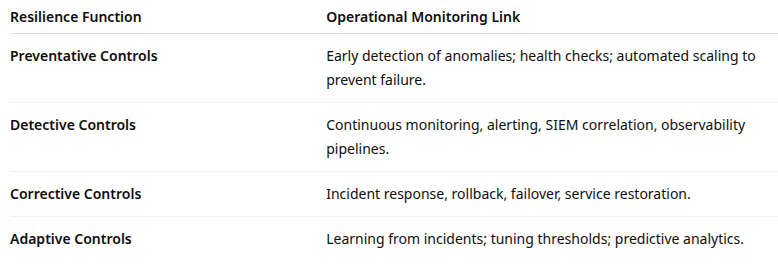 Resilience Function Operational Monitoring Link
Preventative Controls Early detection of anomalies; health checks; automated scaling to
prevent failure.
Detective Controls Continuous monitoring, alerting, SIEM correlation, observability
pipelines.
Corrective Controls Incident response, rollback, failover, service restoration.
Adaptive Controls Learning from incidents; tuning thresholds; predictive analytics.